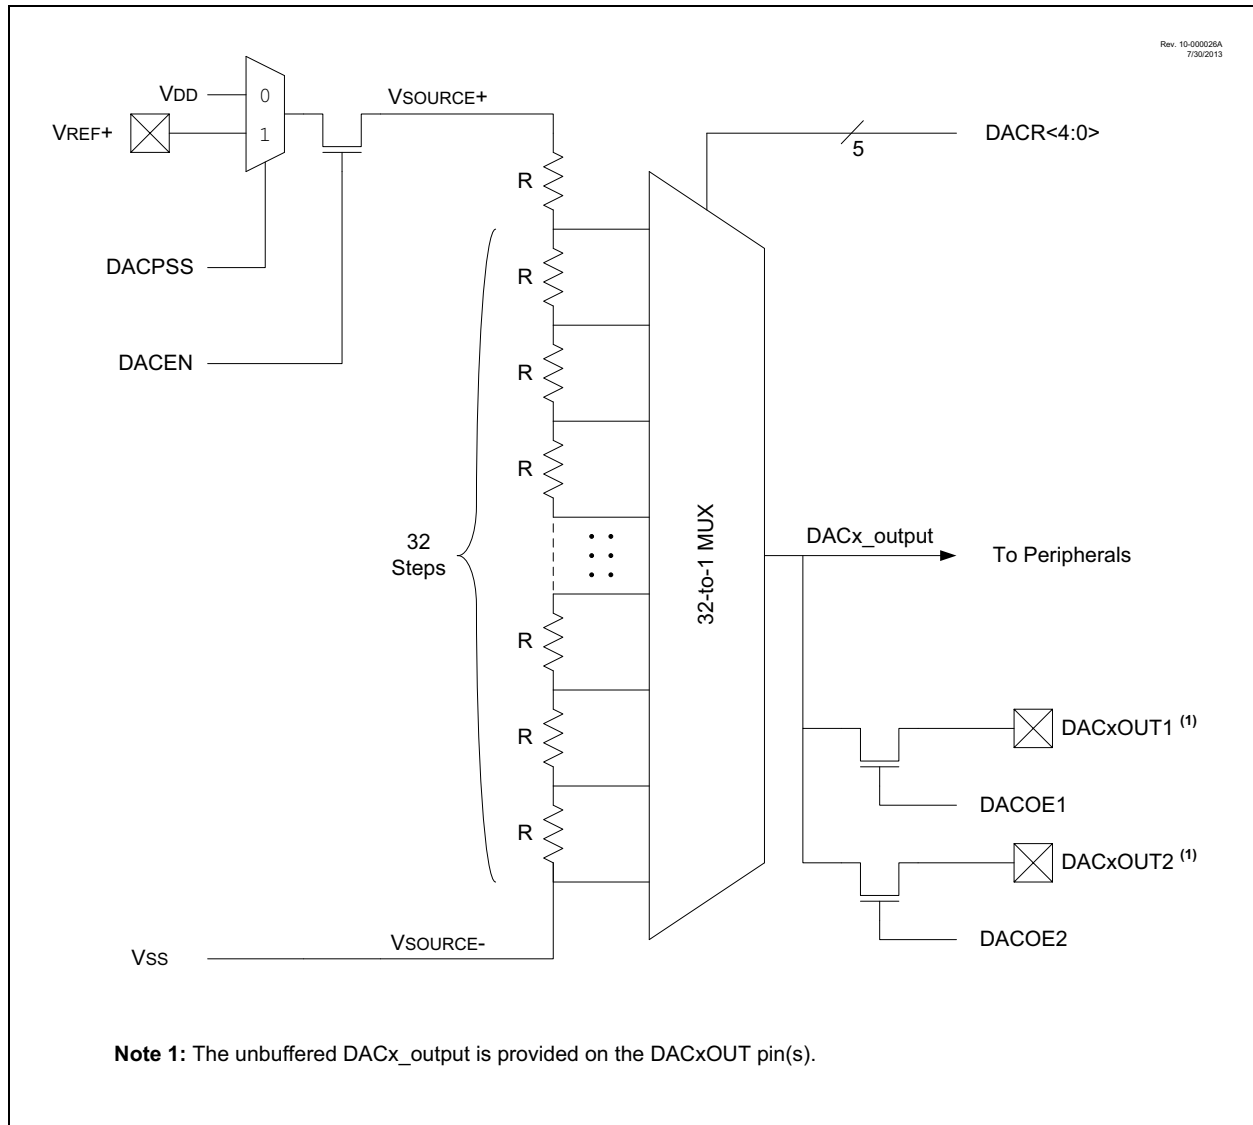 Rev. 10-000026A
7/30/2013
VDD
0
VSOURCE+
VREF+
1
DACR<4:0>
5
R
DACPSS
R
DACEN
R
R
32
Steps
32-to-1 MUX
DACx_output
To Peripherals
R
R
DACxOUT1 (1)
DACOE1
R
DACxOUT2 (1)
DACOE2
VSS
VSOURCE-
Note 1: The unbuffered DACx_output is provided on the DACxOUT pin(s).